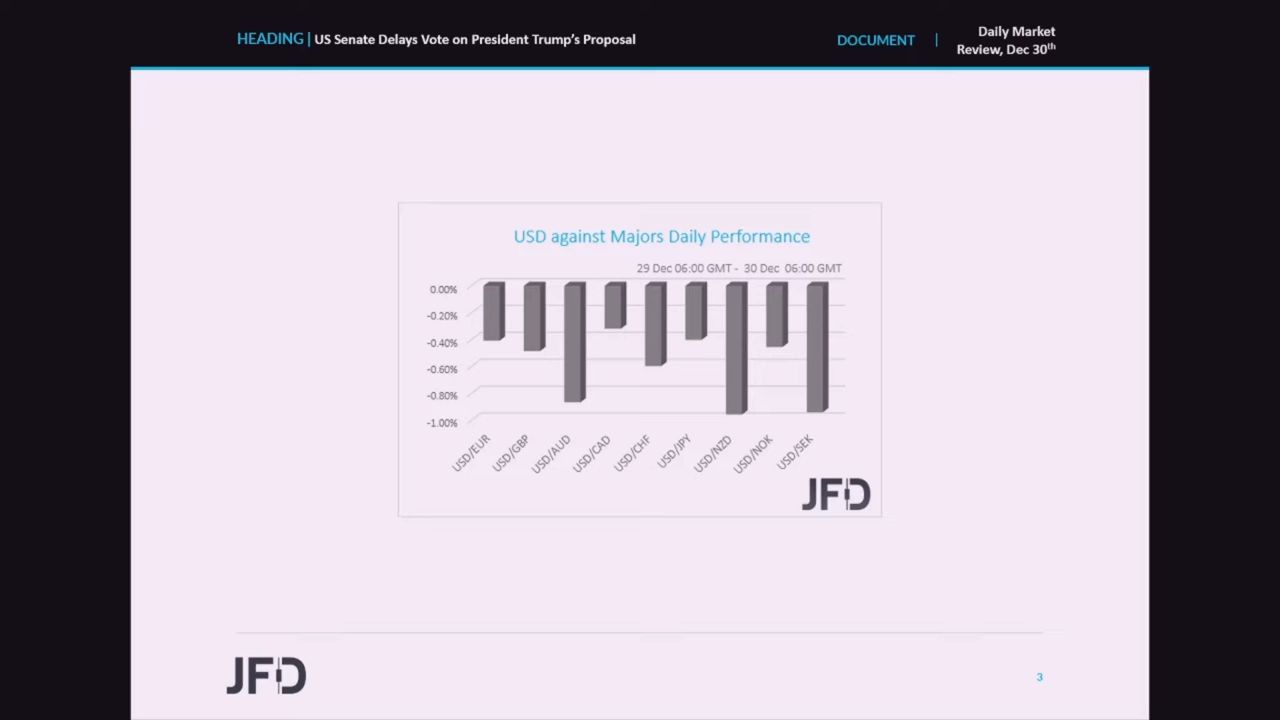 HEADING | US Senate Delays Vote on President Trump's Proposal
DOCUMENT |
Daily Market
Review, Dec 30th
USD against Majors Daily Performance
29 Dec 06:00 GMT - 30 Dec 06:00 GMT
0.00%
-0.20%
-0.40%
-0.60%
-0.80%
-1.00%
USD/EUR
USD/GBP
USD/AUD
USD/CAD
USD/CHF
USD/JPY
USD/NZD
USD/NOK
USD/SEK
JFD
JFD
3